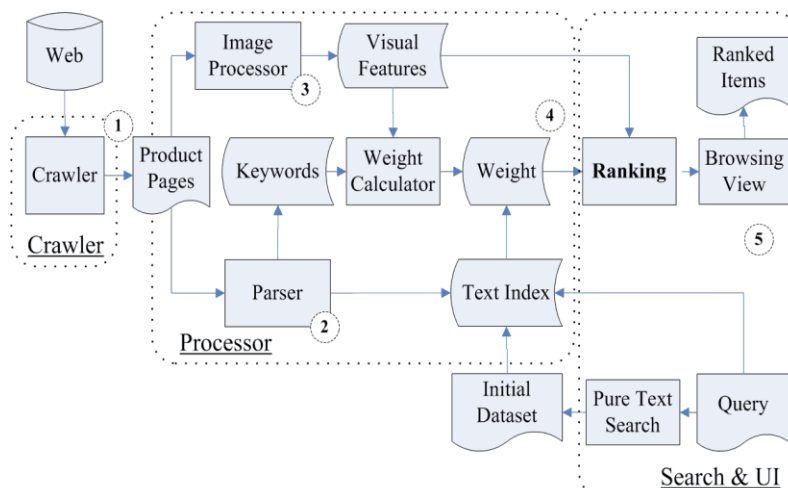 Web
1
Crawler
Crawler
Product
Pages
Image
Processor
3
Visual
Features
Keywords
Weight
Calculator
4
Weight
Parser
2
Text Index
Processor
Ranking
Ranked
Items
Browsing
View
5
Initial
Dataset
Pure Text
Search
Query
Search & UI